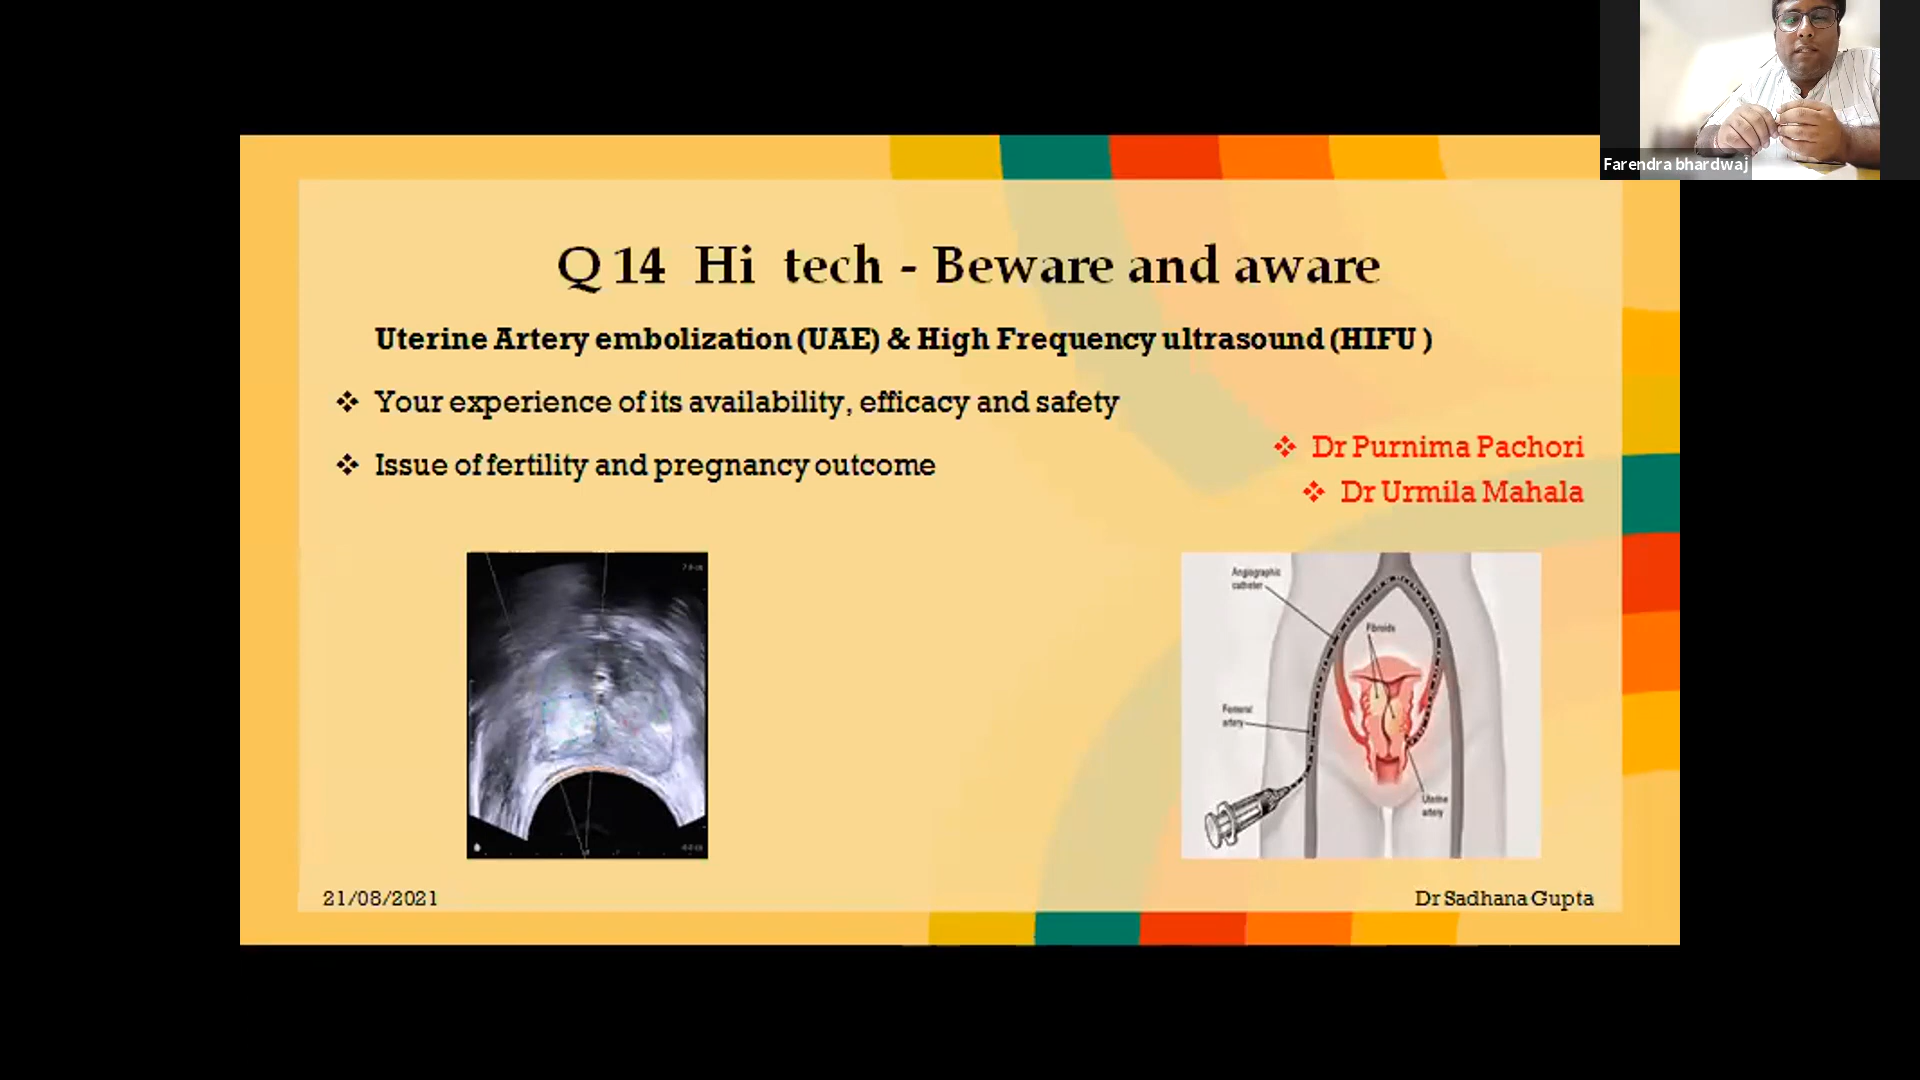 Farendra bhardwaj
Q 14 Hi tech - Beware and aware
Uterine Artery embolization (UAE) & High Frequency ultrasound (HIFU )
❖ Your experience of its availability, efficacy and safety
❖ Issue of fertility and pregnancy outcome
❖ Dr Purnima Pachori
❖ Dr Urmila Mahala
Angiographic
catheter
Fibroids
Femoral
artery
Uterine
artery
21/08/2021
Dr Sadhana Gupta